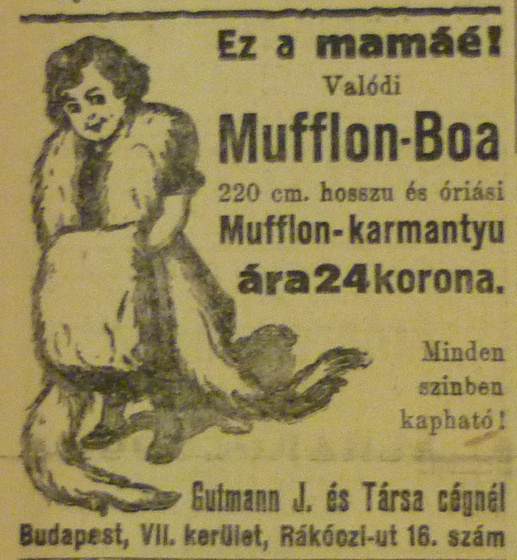 Ez a mamáé!
Valódi
Mufflon-Boa
220 cm. hosszu és óriási
Mufflon-karmantyu
ára 24 korona.
Minden
szinben
kapható!
Gutmann J. és Társa cégnél
Budapest, VII. kerület, Rákóczi-ut 16. szám